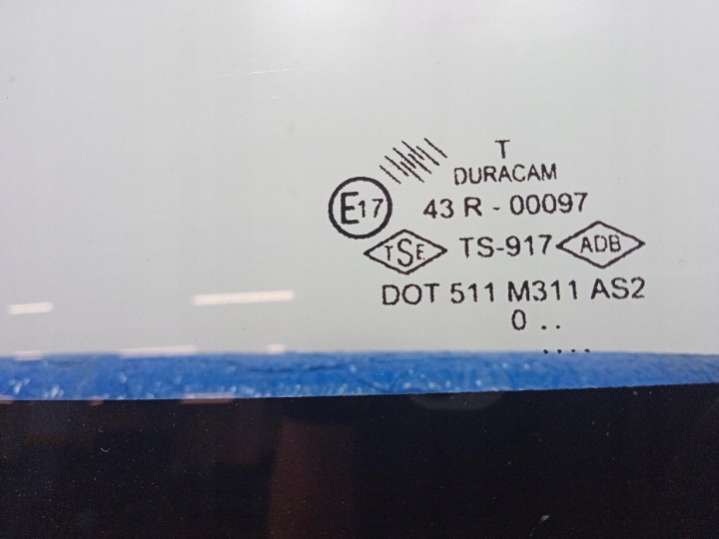 T
DURACAM
E17 43 R - 00097
TSE TS-917 ADB
DOT 511 M311 AS2
0 ..
....